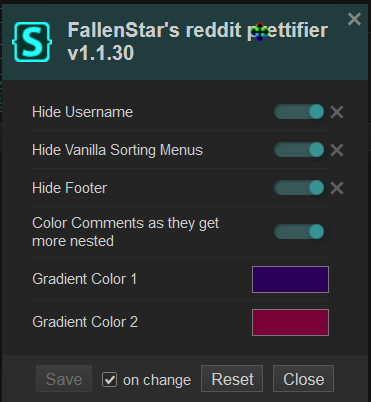 S
FallenStar's reddit prettifier
v1.1.30
Hide Username
Hide Vanilla Sorting Menus
Hide Footer
Color Comments as they get
more nested
Gradient Color 1
Gradient Color 2
Save on change Reset Close